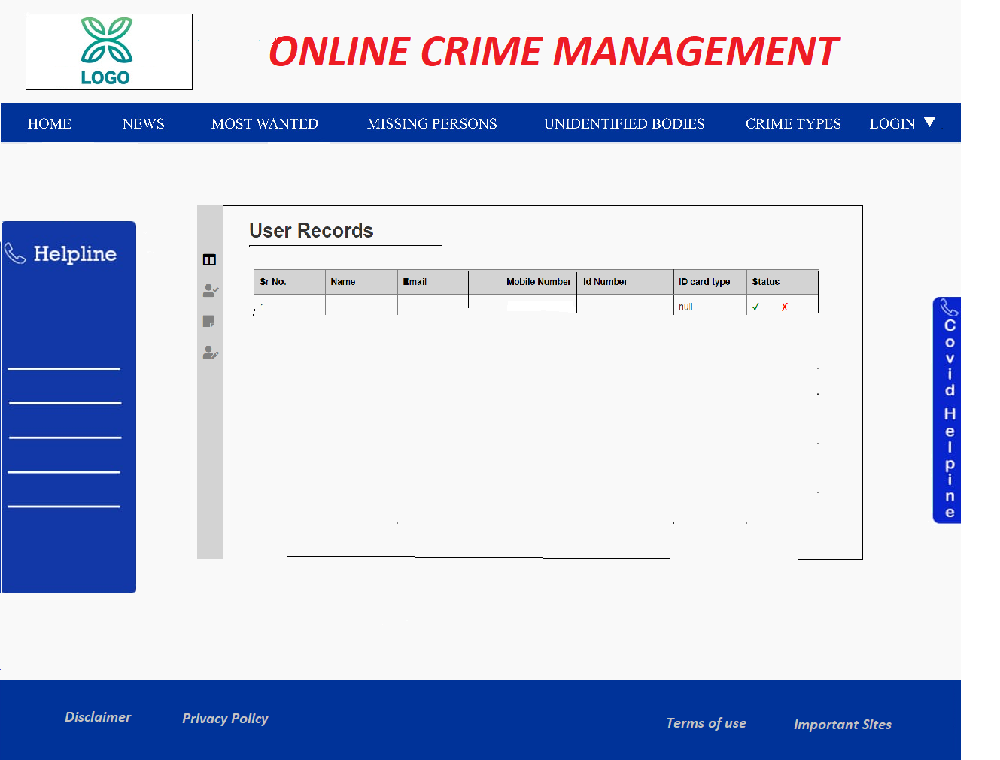 LOGO
ONLINE CRIME MANAGEMENT
HOME NEWS MOST WANTED MISSING PERSONS UNIDENTIFIED BODIES CRIME TYPES LOGIN ▼
Helpline
User Records
Sr No. Name Email Mobile Number Id Number ID card type Status
1 null √ X
Covid Helpine
Disclaimer Privacy Policy Terms of use Important Sites